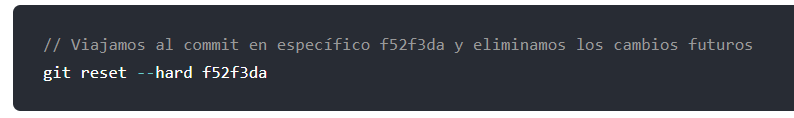 // Viajamos al commit en específico f52f3da y eliminamos los cambios futuros
git reset --hard f52f3da